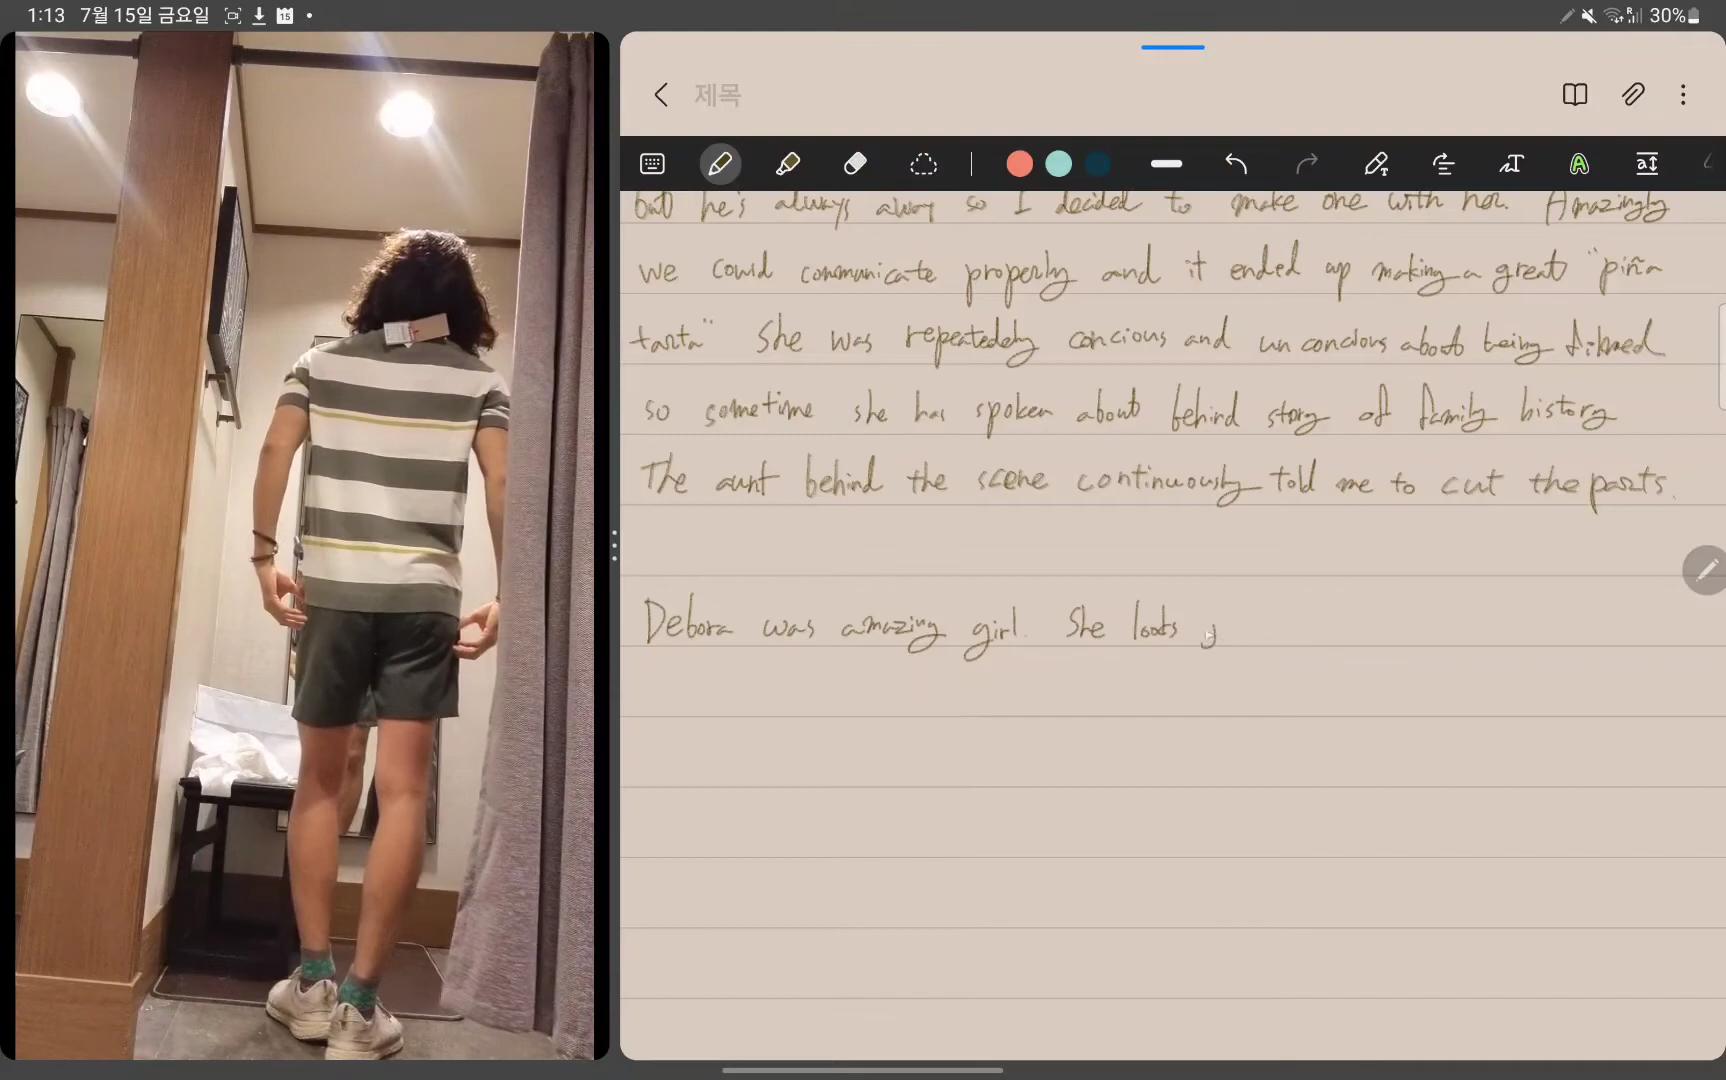 1:13 7월 15일 금요일 15
30%
제목
but he's always away so I decided to make one with her. Amazingly
we could communicate properly and it ended up making a great "piña
tarta" She was repeatedely concious and unconcious about being filmed
so sometime she has spoken about behind story of family history
The aunt behind the scene continuously told me to cut the parts.
Debora was amazing girl. She looks